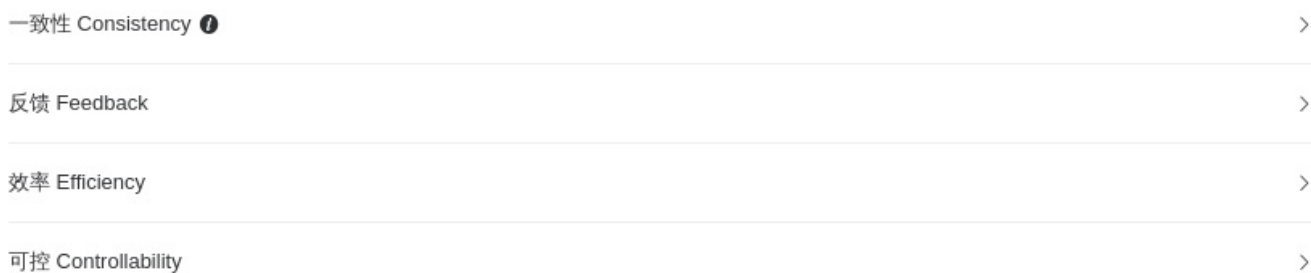 一致性 Consistency
反馈 Feedback
效率 Efficiency
可控 Controllability